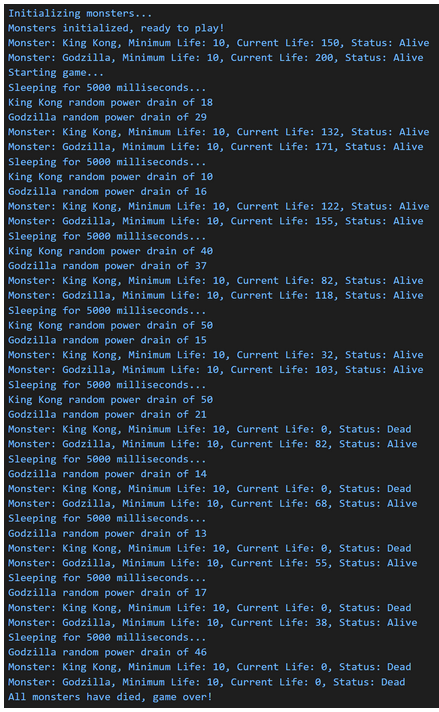 Initializing monsters...
Monsters initialized, ready to play!
Monster: King Kong, Minimum Life: 10, Current Life: 150, Status: Alive
Monster: Godzilla, Minimum Life: 10, Current Life: 200, Status: Alive
Starting game...
Sleeping for 5000 milliseconds...
King Kong random power drain of 18
Godzilla random power drain of 29
Monster: King Kong, Minimum Life: 10, Current Life: 132, Status: Alive
Monster: Godzilla, Minimum Life: 10, Current Life: 171, Status: Alive
Sleeping for 5000 milliseconds...
King Kong random power drain of 10
Godzilla random power drain of 16
Monster: King Kong, Minimum Life: 10, Current Life: 122, Status: Alive
Monster: Godzilla, Minimum Life: 10, Current Life: 155, Status: Alive
Sleeping for 5000 milliseconds...
King Kong random power drain of 40
Godzilla random power drain of 37
Monster: King Kong, Minimum Life: 10, Current Life: 82, Status: Alive
Monster: Godzilla, Minimum Life: 10, Current Life: 118, Status: Alive
Sleeping for 5000 milliseconds...
King Kong random power drain of 50
Godzilla random power drain of 15
Monster: King Kong, Minimum Life: 10, Current Life: 32, Status: Alive
Monster: Godzilla, Minimum Life: 10, Current Life: 103, Status: Alive
Sleeping for 5000 milliseconds...
King Kong random power drain of 50
Godzilla random power drain of 21
Monster: King Kong, Minimum Life: 10, Current Life: 0, Status: Dead
Monster: Godzilla, Minimum Life: 10, Current Life: 82, Status: Alive
Sleeping for 5000 milliseconds...
Godzilla random power drain of 14
Monster: King Kong, Minimum Life: 10, Current Life: 0, Status: Dead
Monster: Godzilla, Minimum Life: 10, Current Life: 68, Status: Alive
Sleeping for 5000 milliseconds...
Godzilla random power drain of 13
Monster: King Kong, Minimum Life: 10, Current Life: 0, Status: Dead
Monster: Godzilla, Minimum Life: 10, Current Life: 55, Status: Alive
Sleeping for 5000 milliseconds...
Godzilla random power drain of 17
Monster: King Kong, Minimum Life: 10, Current Life: 0, Status: Dead
Monster: Godzilla, Minimum Life: 10, Current Life: 38, Status: Alive
Sleeping for 5000 milliseconds...
Godzilla random power drain of 46
Monster: King Kong, Minimum Life: 10, Current Life: 0, Status: Dead
Monster: Godzilla, Minimum Life: 10, Current Life: 0, Status: Dead
All monsters have died, game over!